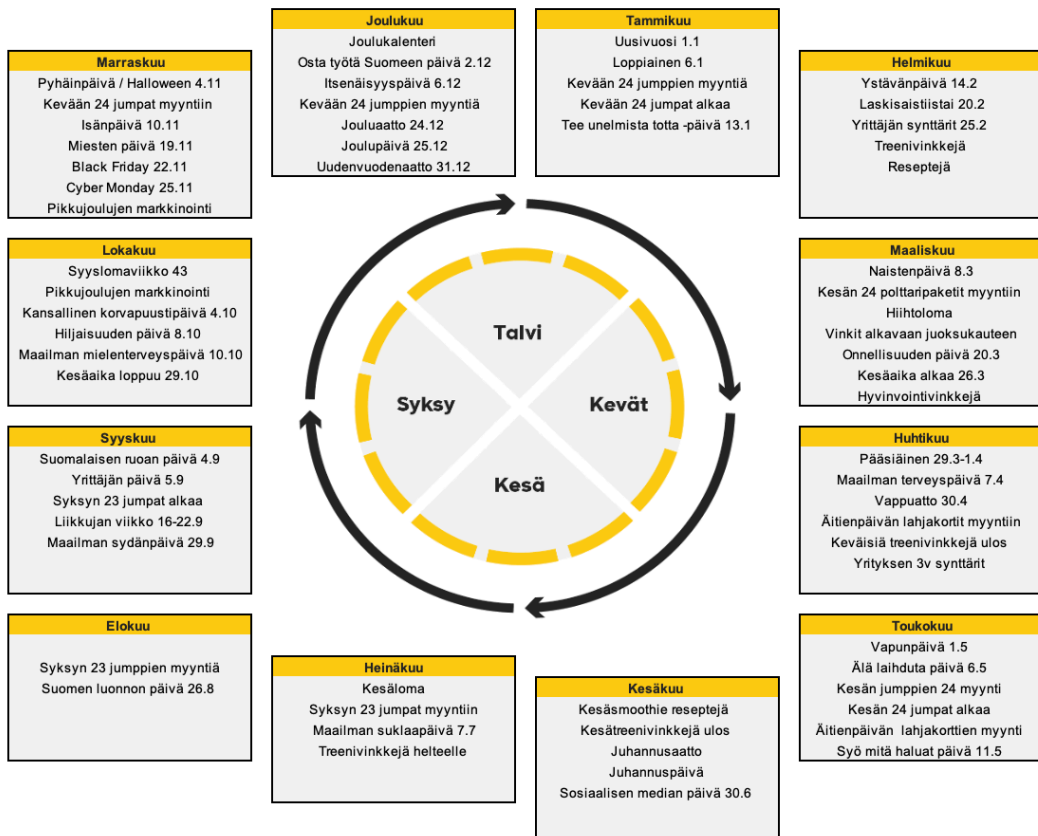 Joulukuu
Joulukalenteri
Osta työtä Suomeen päivä 2.12
Itsenäisyyspäivä 6.12
Kevään 24 jumppien myyntiä
Jouluaatto 24.12
Joulupäivä 25.12
Uudenvuodenaatto 31.12
Tammikuu
Uusivuosi 1.1
Loppiainen 6.1
Kevään 24 jumppien myyntiä
Kevään 24 jumpat alkaa
Tee unelmista totta -päivä 13.1
Marraskuu
Pyhäinpäivä / Halloween 4.11
Kevään 24 jumpat myyntiin
Isänpäivä 10.11
Miesten päivä 19.11
Black Friday 22.11
Cyber Monday 25.11
Pikkujoulujen markkinointi
Helmikuu
Ystävänpäivä 14.2
Laskisaistiistai 20.2
Yrittäjän synttärit 25.2
Treenivinkkejä
Reseptejä
Lokakuu
Syyslomaviikko 43
Pikkujoulujen markkinointi
Kansallinen korvapuustipäivä 4.10
Hiljaisuuden päivä 8.10
Maailman mielenterveyspäivä 10.10
Kesäaika loppuu 29.10
Maaliskuu
Naistenpäivä 8.3
Kesän 24 polttaripaketit myyntiin
Hiihtoloma
Vinkit alkavaan juoksukauteen
Onnellisuuden päivä 20.3
Kesäaika alkaa 26.3
Hyvinvointivinkkejä
Talvi
Syksy
Kevät
Kesä
Syyskuu
Suomalaisen ruoan päivä 4.9
Yrittäjän päivä 5.9
Syksyn 23 jumpat alkaa
Liikkujan viikko 16-22.9
Maailman sydänpäivä 29.9
Huhtikuu
Pääsiäinen 29.3-1.4
Maailman terveyspäivä 7.4
Vappuatto 30.4
Äitienpäivän lahjakortit myyntiin
Keväisiä treenivinkkejä ulos
Yrityksen 3v synttärit
Elokuu
Syksyn 23 jumppien myyntiä
Suomen luonnon päivä 26.8
Heinäkuu
Kesäloma
Syksyn 23 jumpat myyntiin
Maailman suklaapäivä 7.7
Treenivinkkejä helteelle
Kesäkuu
Kesäsmoothie reseptejä
Kesätreenivinkkejä ulos
Juhannusaatto
Juhannuspäivä
Sosiaalisen median päivä 30.6
Toukokuu
Vapunpäivä 1.5
Älä laihduta päivä 6.5
Kesän jumppien 24 myynti
Kesän 24 jumpat alkaa
Äitienpäivän lahjakorttien myynti
Syö mitä haluat päivä 11.5